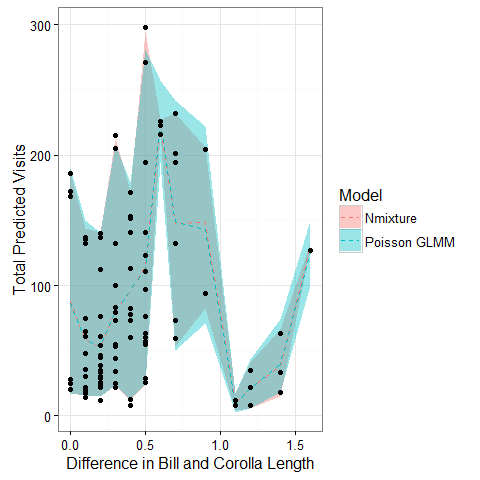 300
200
100
0
0.0 0.5 1.0 1.5
Total Predicted Visits
Difference in Bill and Corolla Length
Model
Nmixture
Poisson GLMM